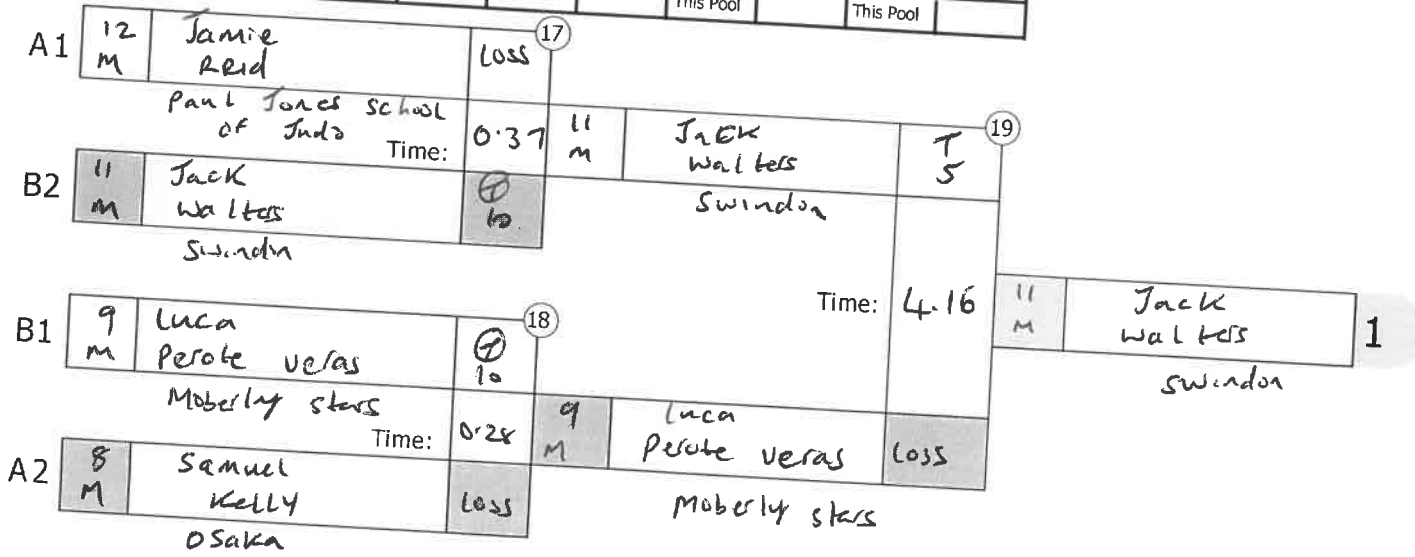 This Pool
This Pool
A1
12
M
Jamie
Reid
Loss
17
Paul Jones School
of Judo
Time:
0.37
11
M
Jack
Walters
T
5
19
B2
11
M
Jack
Walters
T
10
Swindon
Swindon
Time:
4.16
11
M
Jack
Walters
1
Swindon
B1
9
M
Luca
Perote Veras
T
10
18
Moberly Stars
Time:
0.28
9
M
Luca
Perote Veras
Loss
Moberly Stars
A2
8
M
Samuel
Kelly
Loss
Osaka